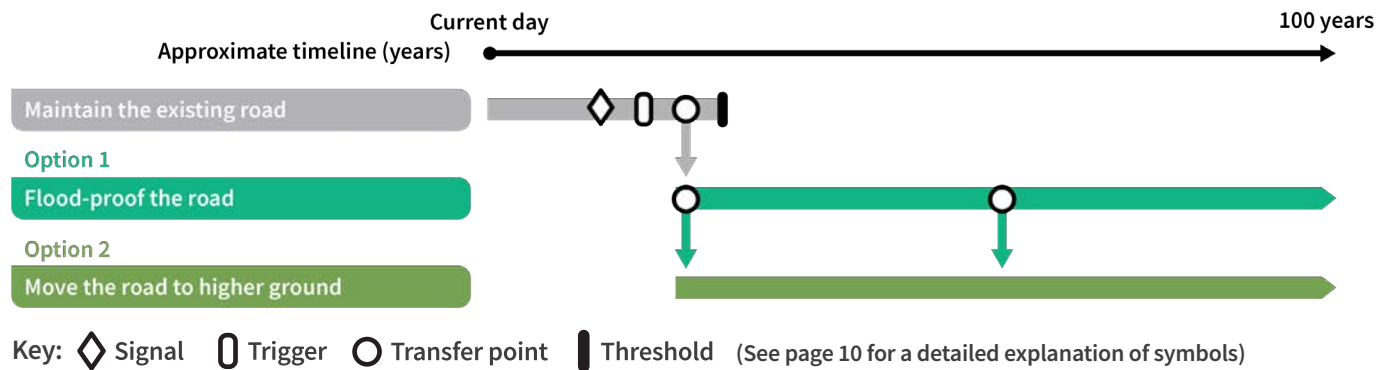 Current day
100 years
Approximate timeline (years)
Maintain the existing road
Option 1
Flood-proof the road
Option 2
Move the road to higher ground
Key: Signal Trigger Transfer point Threshold (See page 10 for a detailed explanation of symbols)